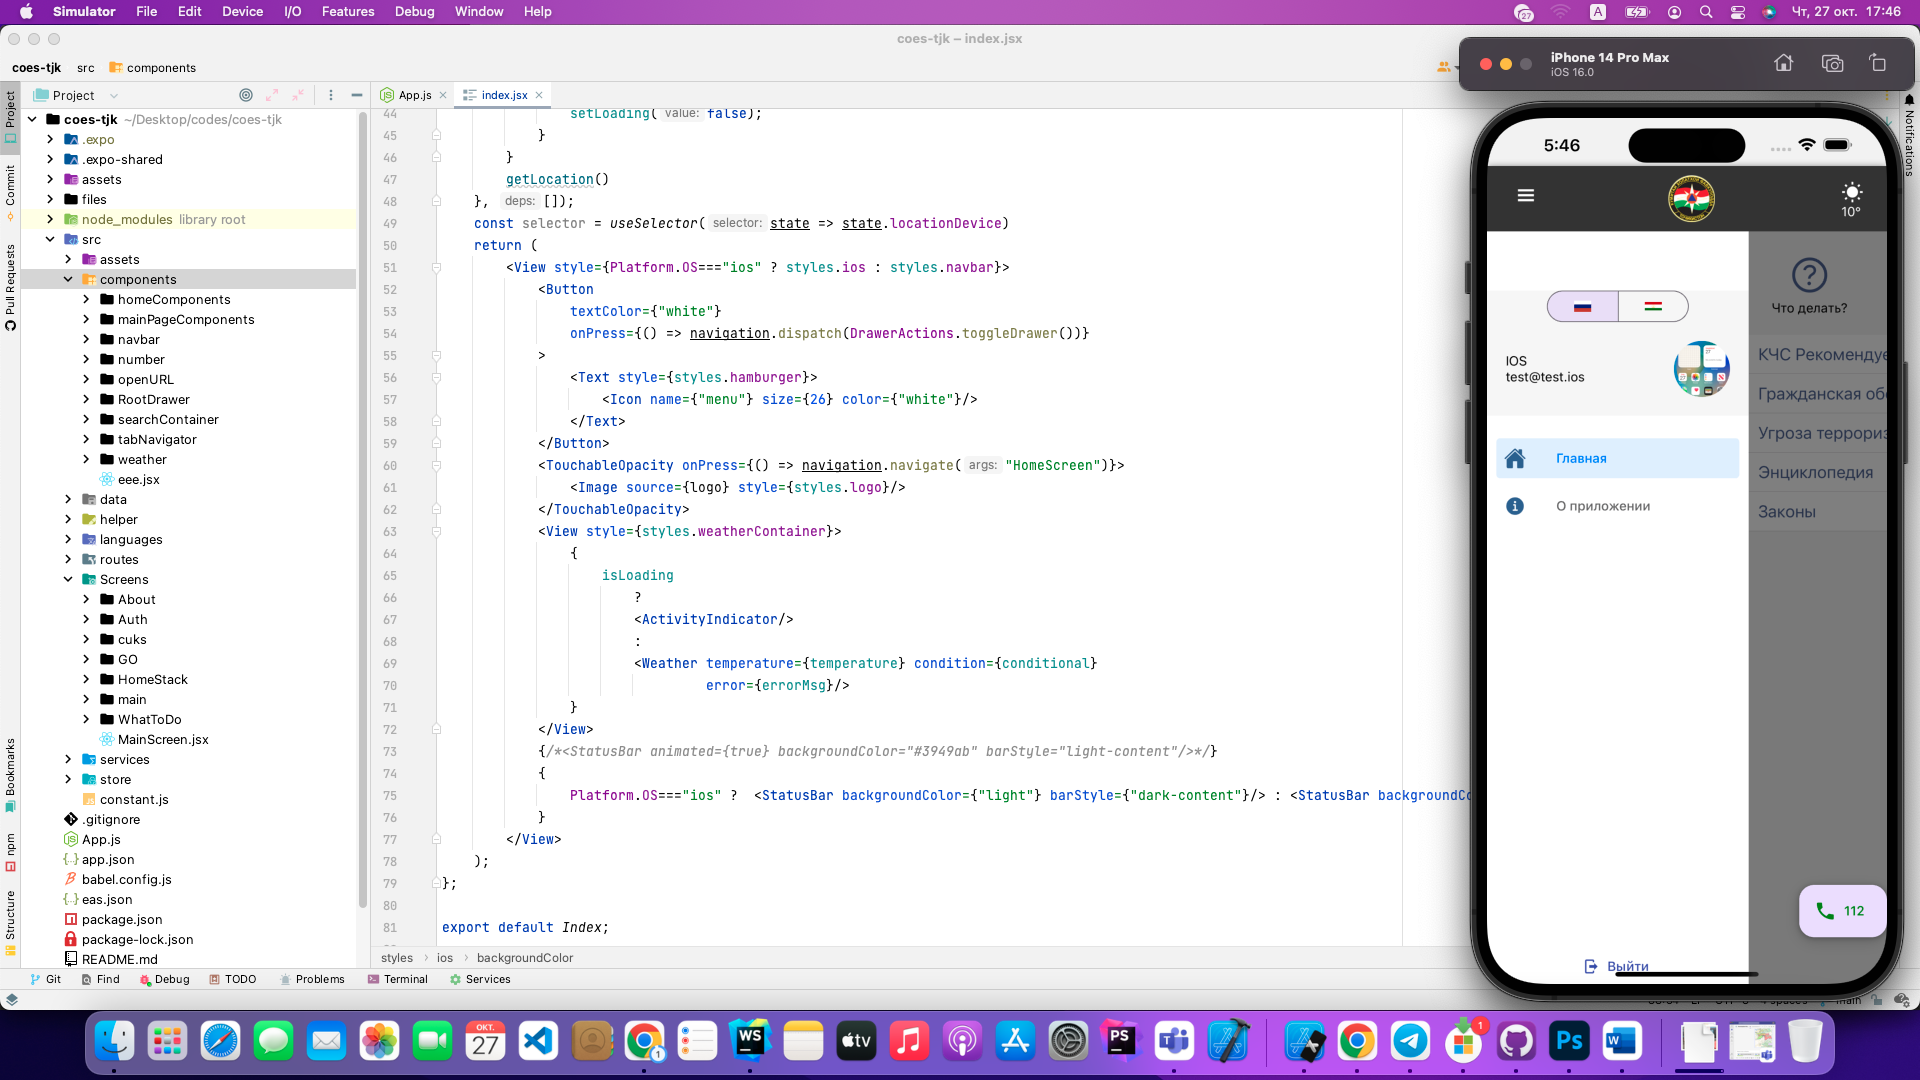 Simulator File Edit Device I/O Features Debug Window Help
27 A Чт, 27 окт. 17:46
coes-tjk – index.jsx
coes-tjk src components
Project
App.js index.jsx
coes-tjk ~/Desktop/codes/coes-tjk
.expo
.expo-shared
assets
files
node_modules library root
src
assets
components
homeComponents
mainPageComponents
navbar
number
openURL
RootDrawer
searchContainer
tabNavigator
weather
eee.jsx
data
helper
languages
routes
Screens
About
Auth
cuks
GO
HomeStack
main
WhatToDo
MainScreen.jsx
services
store
constant.js
.gitignore
App.js
app.json
babel.config.js
eas.json
package.json
package-lock.json
README.md
Project
Commit
Pull Requests
Bookmarks
npm
Structure
44 setLoading( value: false);
45 }
46 }
47 getLocation()
48 }, deps: []);
49 const selector = useSelector( selector: state => state.locationDevice)
50 return (
51 <View style={Platform.OS==="ios" ? styles.ios : styles.navbar}>
52 <Button
53 textColor={"white"}
54 onPress={() => navigation.dispatch(DrawerActions.toggleDrawer())}
55 >
56 <Text style={styles.hamburger}>
57 <Icon name={"menu"} size={26} color={"white"}/>
58 </Text>
59 </Button>
60 <TouchableOpacity onPress={() => navigation.navigate( args: "HomeScreen")}>
61 <Image source={logo} style={styles.logo}/>
62 </TouchableOpacity>
63 <View style={styles.weatherContainer}>
64 {
65 isLoading
66 ?
67 <ActivityIndicator/>
68 :
69 <Weather temperature={temperature} condition={conditional}
70 error={errorMsg}/>
71 }
72 </View>
73 {/*<StatusBar animated={true} backgroundColor="#3949ab" barStyle="light-content"/>*/}
74 {
75 Platform.OS==="ios" ? <StatusBar backgroundColor={"light"} barStyle={"dark-content"}/> : <StatusBar backgroundCo
76 }
77 </View>
78 );
79 };
80
81 export default Index;
styles › ios › backgroundColor
Git Find Debug TODO Problems Terminal Services
iPhone 14 Pro Max
iOS 16.0
Notifications
5:46
10°
Что делать?
IOS
test@test.ios
КЧС Рекомендуе
Гражданская об
Главная
Угроза террориз
Энциклопедия
О приложении
Законы
112
Выйти
ОКТ.
27
1
WS
tv
PS
1
Ps
W